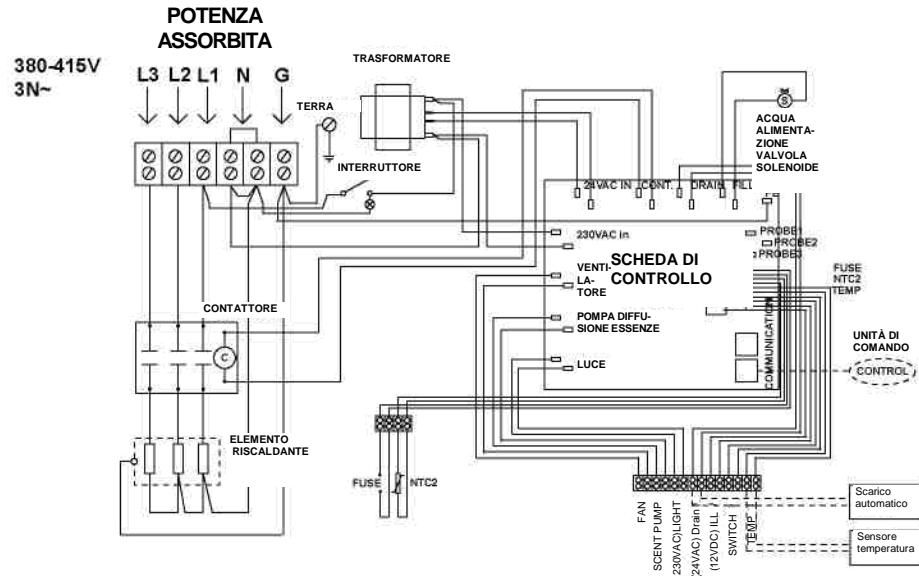 POTENZA
ASSORBITA
380-415V
3N~
L3 L2 L1 N G
TRASFORMATORE
TERRA
INTERRUTTORE
ACQUA
ALIMENTA-
ZIONE
VALVOLA
SOLENOIDE
S
24VAC IN
CONT.
DRAIN
FILL
230VAC in
PROBE1
PROBE2
PROBE3
SCHEDA DI
CONTROLLO
VENTI-
LA-
TORE
FUSE
NTC2
TEMP
CONTATTORE
C
POMPA DIFFU-
SIONE ESSENZE
LUCE
COMMUNICATION
UNITÀ DI
COMANDO
CONTROL
ELEMENTO
RISCALDANTE
FUSE
NTC2
FAN
SCENT PUMP
230VAC)LIGHT
(24VAC) Drain
(12VDC) ILL
SWITCH
TEMP
Scarico
automatico
Sensore
temperatura